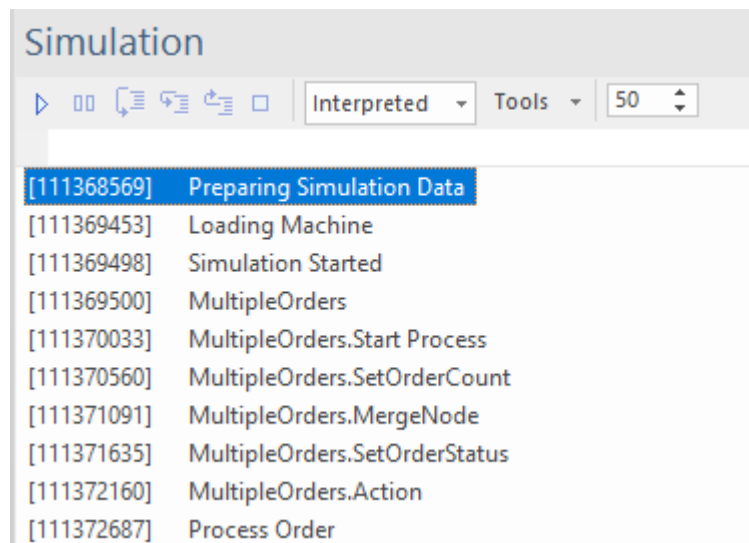 Simulation
Interpreted Tools 50
[111368569] Preparing Simulation Data
[111369453] Loading Machine
[111369498] Simulation Started
[111369500] MultipleOrders
[111370033] MultipleOrders.Start Process
[111370560] MultipleOrders.SetOrderCount
[111371091] MultipleOrders.MergeNode
[111371635] MultipleOrders.SetOrderStatus
[111372160] MultipleOrders.Action
[111372687] Process Order